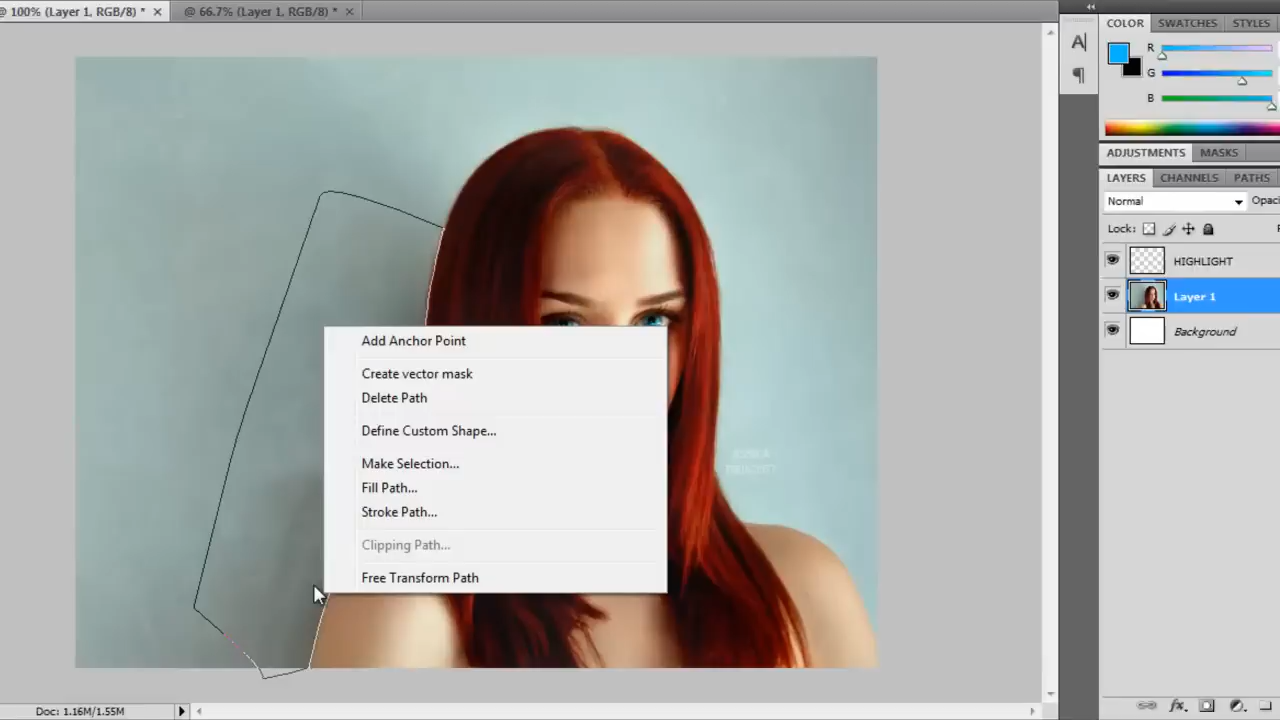 @ 100% (Layer 1, RGB/8) * ×
@ 66.7% (Layer 1, RGB/8) * ×
COLOR SWATCHES STYLES
R
G
B
ADJUSTMENTS MASKS
LAYERS CHANNELS PATHS
Normal Opaci
Lock: F
HIGHLIGHT
Layer 1
Background
Add Anchor Point
Create vector mask
Delete Path
Define Custom Shape...
Make Selection...
Fill Path...
Stroke Path...
Clipping Path...
Free Transform Path
Doc: 1.16M/1.55M